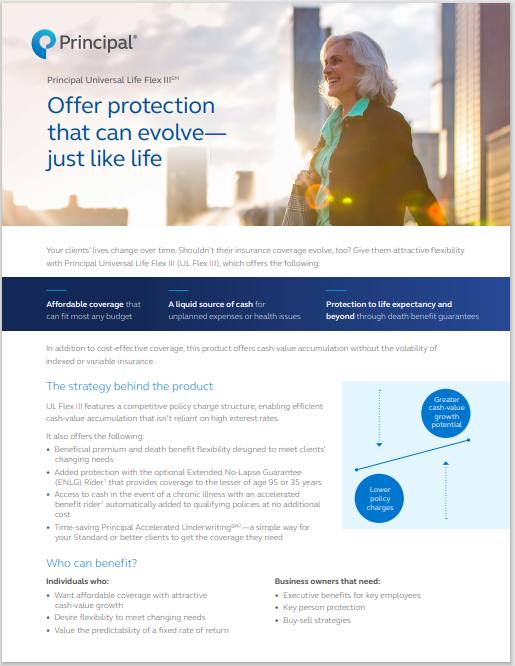 Principal®
Principal Universal Life Flex III℠
Offer protection
that can evolve—
just like life
Your clients' lives change over time. Shouldn't their insurance coverage evolve, too? Give them attractive flexibility
with Principal Universal Life Flex III (UL Flex III), which offers the following:
Affordable coverage that
can fit most any budget
A liquid source of cash for
unplanned expenses or health issues
Protection to life expectancy and
beyond through death benefit guarantees
In addition to cost-effective coverage, this product offers cash-value accumulation without the volatility of
indexed or variable insurance.
The strategy behind the product
UL Flex III features a competitive policy charge structure, enabling efficient
cash-value accumulation that isn't reliant on high interest rates.
It also offers the following:
• Beneficial premium and death benefit flexibility designed to meet clients'
changing needs
• Added protection with the optional Extended No-Lapse Guarantee
(ENLG) Rider¹ that provides coverage to the lesser of age 95 or 35 years
• Access to cash in the event of a chronic illness with an accelerated
benefit rider¹ automatically added to qualifying policies at no additional
cost
• Time-saving Principal Accelerated Underwriting℠²—a simple way for
your Standard or better clients to get the coverage they need
Greater
cash-value
growth
potential
Lower
policy
charges
Who can benefit?
Individuals who:
• Want affordable coverage with attractive
cash-value growth
• Desire flexibility to meet changing needs
• Value the predictability of a fixed rate of return
Business owners that need:
• Executive benefits for key employees
• Key person protection
• Buy-sell strategies